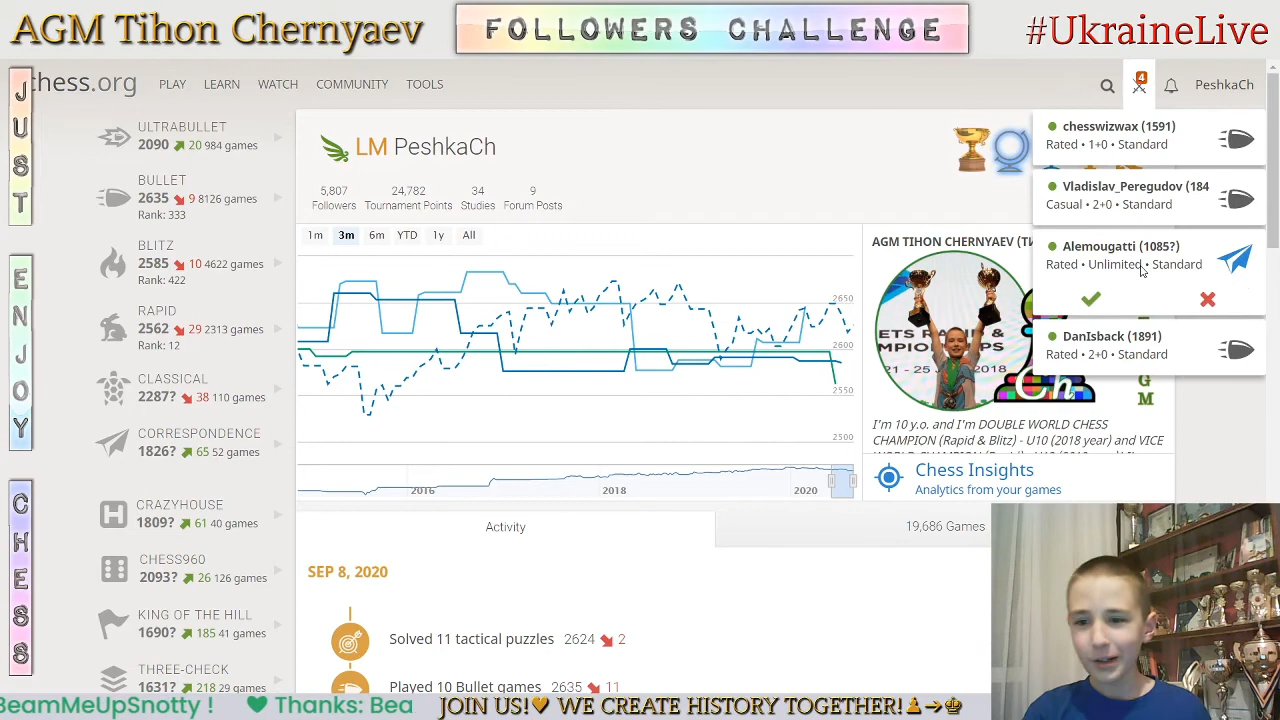 AGM Tihon Chernyaev
FOLLOWERS CHALLENGE
#UkraineLive
JUST
ENJOY
CHESS
chess.org
PLAY LEARN WATCH COMMUNITY TOOLS
4
PeshkaCh
ULTRABULLET
2090 20 984 games
BULLET
2635 9 8126 games
Rank: 333
BLITZ
2585 10 4622 games
Rank: 422
RAPID
2562 29 2313 games
Rank: 12
CLASSICAL
2287? 38 110 games
CORRESPONDENCE
1826? 65 52 games
CRAZYHOUSE
1809? 61 40 games
CHESS960
2093? 26 126 games
KING OF THE HILL
1690? 185 41 games
THREE-CHECK
1631? 218 29 games
LM PeshkaCh
5,807 24,782 34 9
Followers Tournament Points Studies Forum Posts
1m 3m 6m YTD 1y All
2650
2600
2550
2500
2016 2018 2020
AGM TIHON CHERNYAEV
2018
Ch
GM
I'm 10 y.o. and I'm DOUBLE WORLD CHESS
CHAMPION (Rapid & Blitz) - U10 (2018 year) and VICE
Chess Insights
Analytics from your games
chesswizwax (1591)
Rated • 1+0 • Standard
Vladislav_Peregudov (184
Casual • 2+0 • Standard
Alemougatti (1085?)
Rated • Unlimited • Standard
DanIsback (1891)
Rated • 2+0 • Standard
Activity
19,686 Games
SEP 8, 2020
Solved 11 tactical puzzles 2624 2
Played 10 Bullet games 2635 11
BeamMeUpSnotty ! Thanks: Bea
JOIN US! WE CREATE HISTORY TOGETHER!